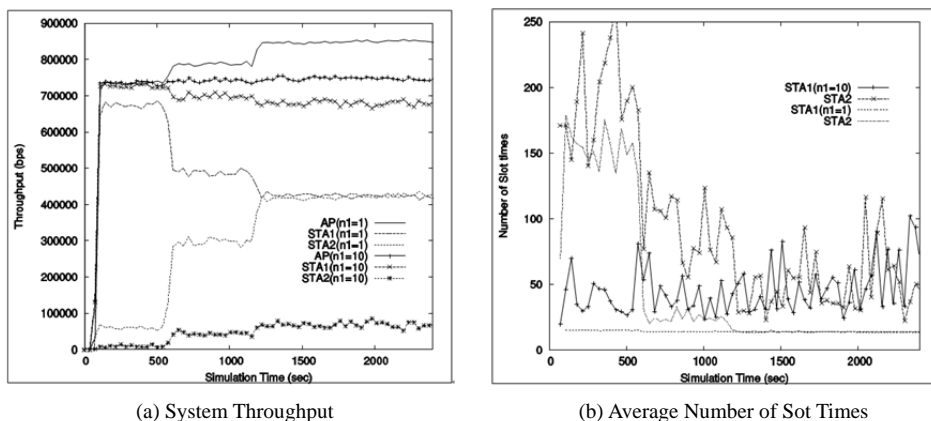 900000
800000
700000
600000
500000
400000
300000
200000
100000
0
Throughput (bps)
AP(n1=1)
STA1(n1=1)
STA2(n1=1)
AP(n1=10)
STA1(n1=10)
STA2(n1=10)
0 500 1000 1500 2000
Simulation Time (sec)
(a) System Throughput
250
200
150
100
50
0
Number of Slot times
STA1(n1=10)
STA2
STA1(n1=1)
STA2
0 500 1000 1500 2000
Simulation Time (sec)
(b) Average Number of Sot Times